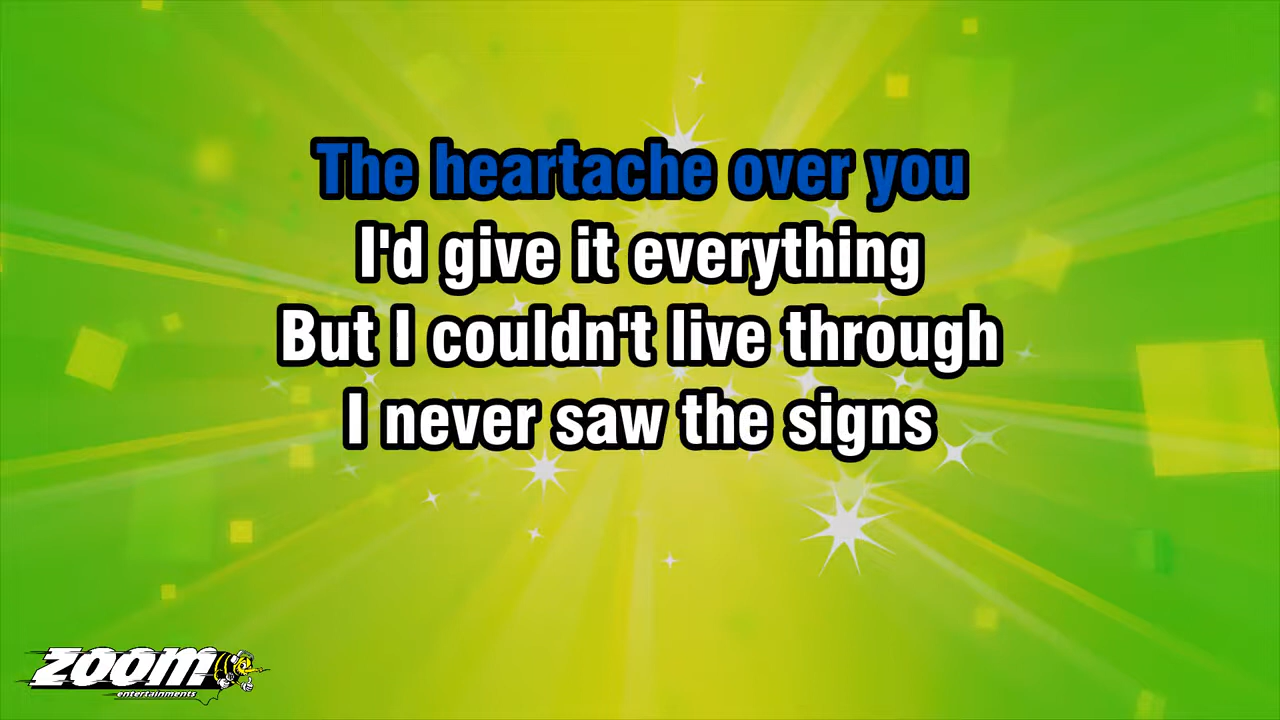 The heartache over you
I'd give it everything
But I couldn't live through
I never saw the signs
ZOOM
entertainments